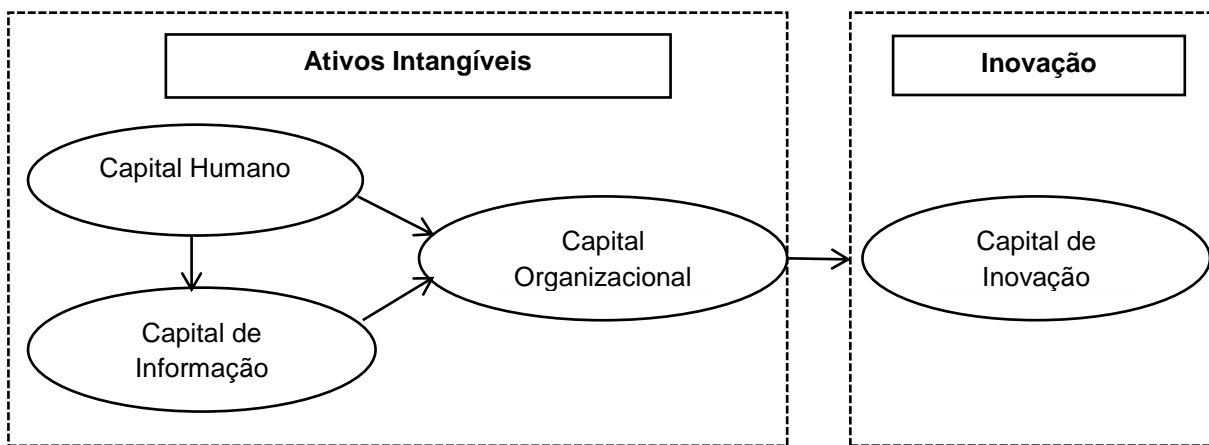 Ativos Intangíveis
Inovação
Capital Humano
Capital
Organizacional
Capital de
Inovação
Capital de
Informação